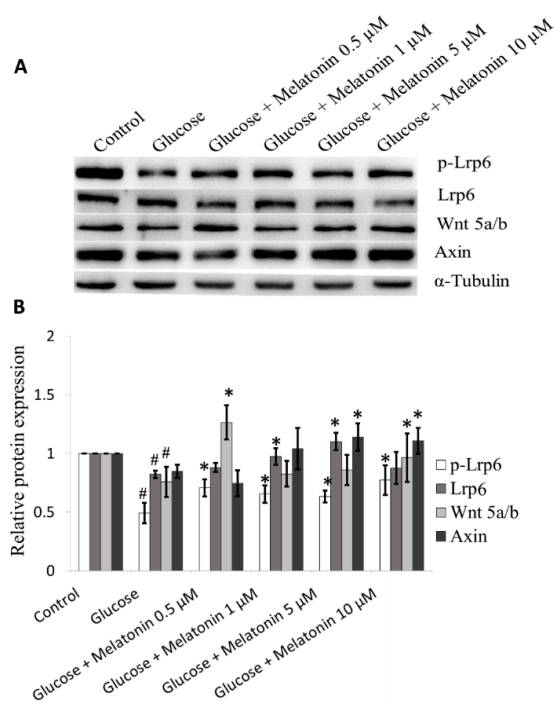 A
Control
Glucose
Glucose + Melatonin 0.5 µM
Glucose + Melatonin 1 µM
Glucose + Melatonin 5 µM
Glucose + Melatonin 10 µM
p-Lrp6
Lrp6
Wnt 5a/b
Axin
α-Tubulin
B
Relative protein expression
2
1.5
1
0.5
0
#
#
#
*
*
*
*
*
*
*
*
*
*
p-Lrp6
Lrp6
Wnt 5a/b
Axin
Control
Glucose
Glucose + Melatonin 0.5 µM
Glucose + Melatonin 1 µM
Glucose + Melatonin 5 µM
Glucose + Melatonin 10 µM